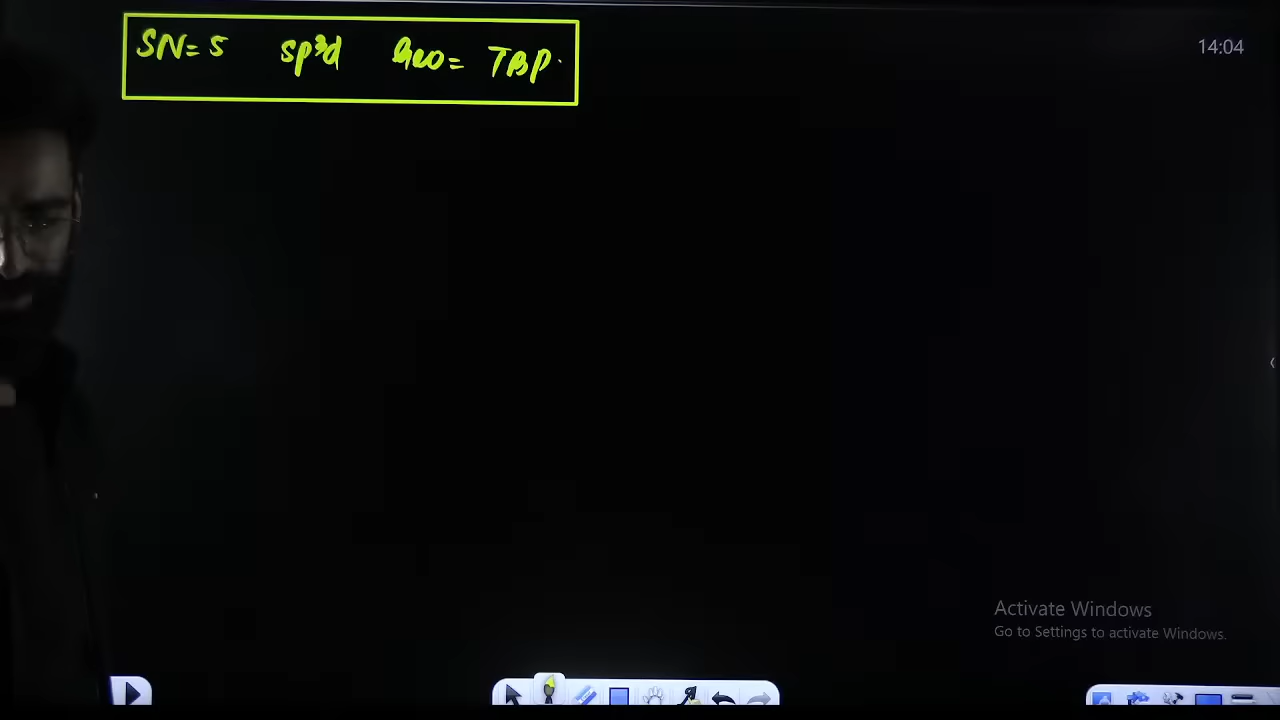 14:04
SN=5 sp³d Geo= TBP.
Activate Windows
Go to Settings to activate Windows.